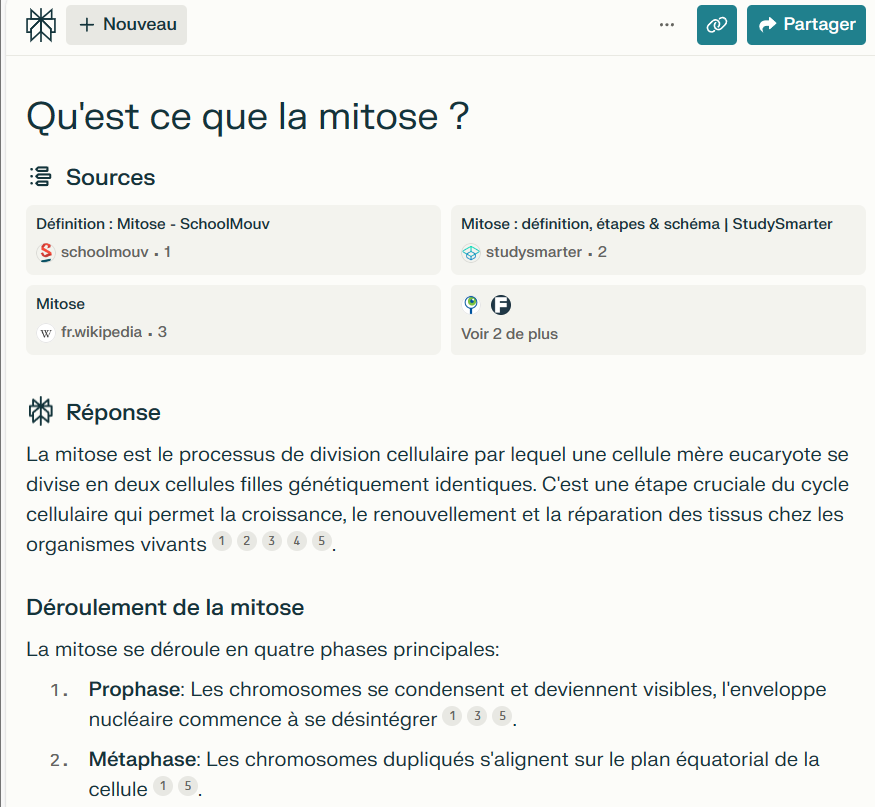 + Nouveau
... Partager
Qu'est ce que la mitose ?
Sources
Définition : Mitose - SchoolMouv
schoolmouv . 1
Mitose : définition, étapes & schéma | StudySmarter
studysmarter . 2
Mitose
W fr.wikipedia . 3
Voir 2 de plus
Réponse
La mitose est le processus de division cellulaire par lequel une cellule mère eucaryote se
divise en deux cellules filles génétiquement identiques. C'est une étape cruciale du cycle
cellulaire qui permet la croissance, le renouvellement et la réparation des tissus chez les
organismes vivants 1 2 3 4 5 .
Déroulement de la mitose
La mitose se déroule en quatre phases principales:
1. Prophase: Les chromosomes se condensent et deviennent visibles, l'enveloppe
nucléaire commence à se désintégrer 1 3 5 .
2. Métaphase: Les chromosomes dupliqués s'alignent sur le plan équatorial de la
cellule 1 5 .